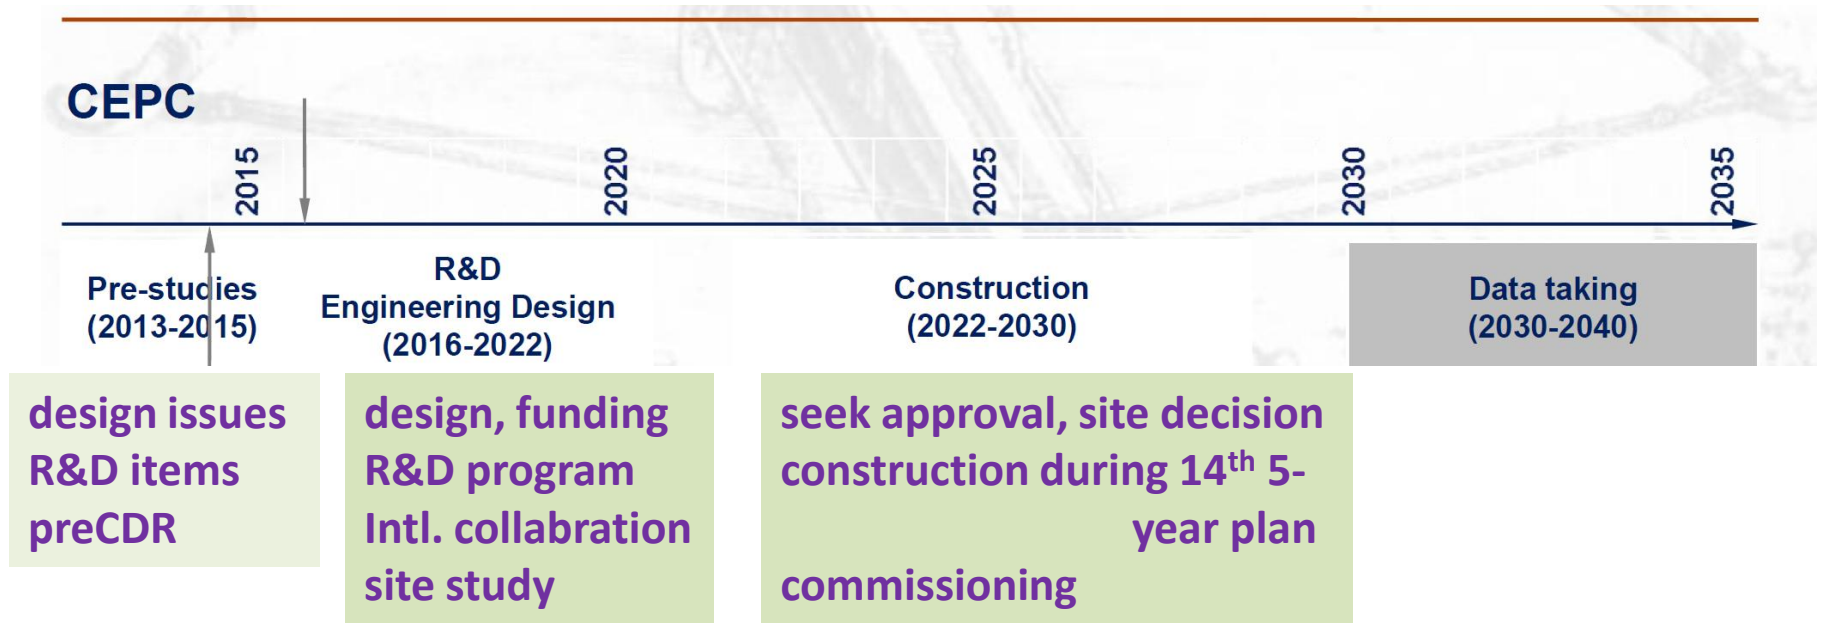 CEPC
2015
2020
2025
2030
2035
Pre-studies
(2013-2015)
R&D
Engineering Design
(2016-2022)
Construction
(2022-2030)
Data taking
(2030-2040)
design issues
R&D items
preCDR
design, funding
R&D program
Intl. collabration
site study
seek approval, site decision
construction during 14th 5-
year plan
commissioning